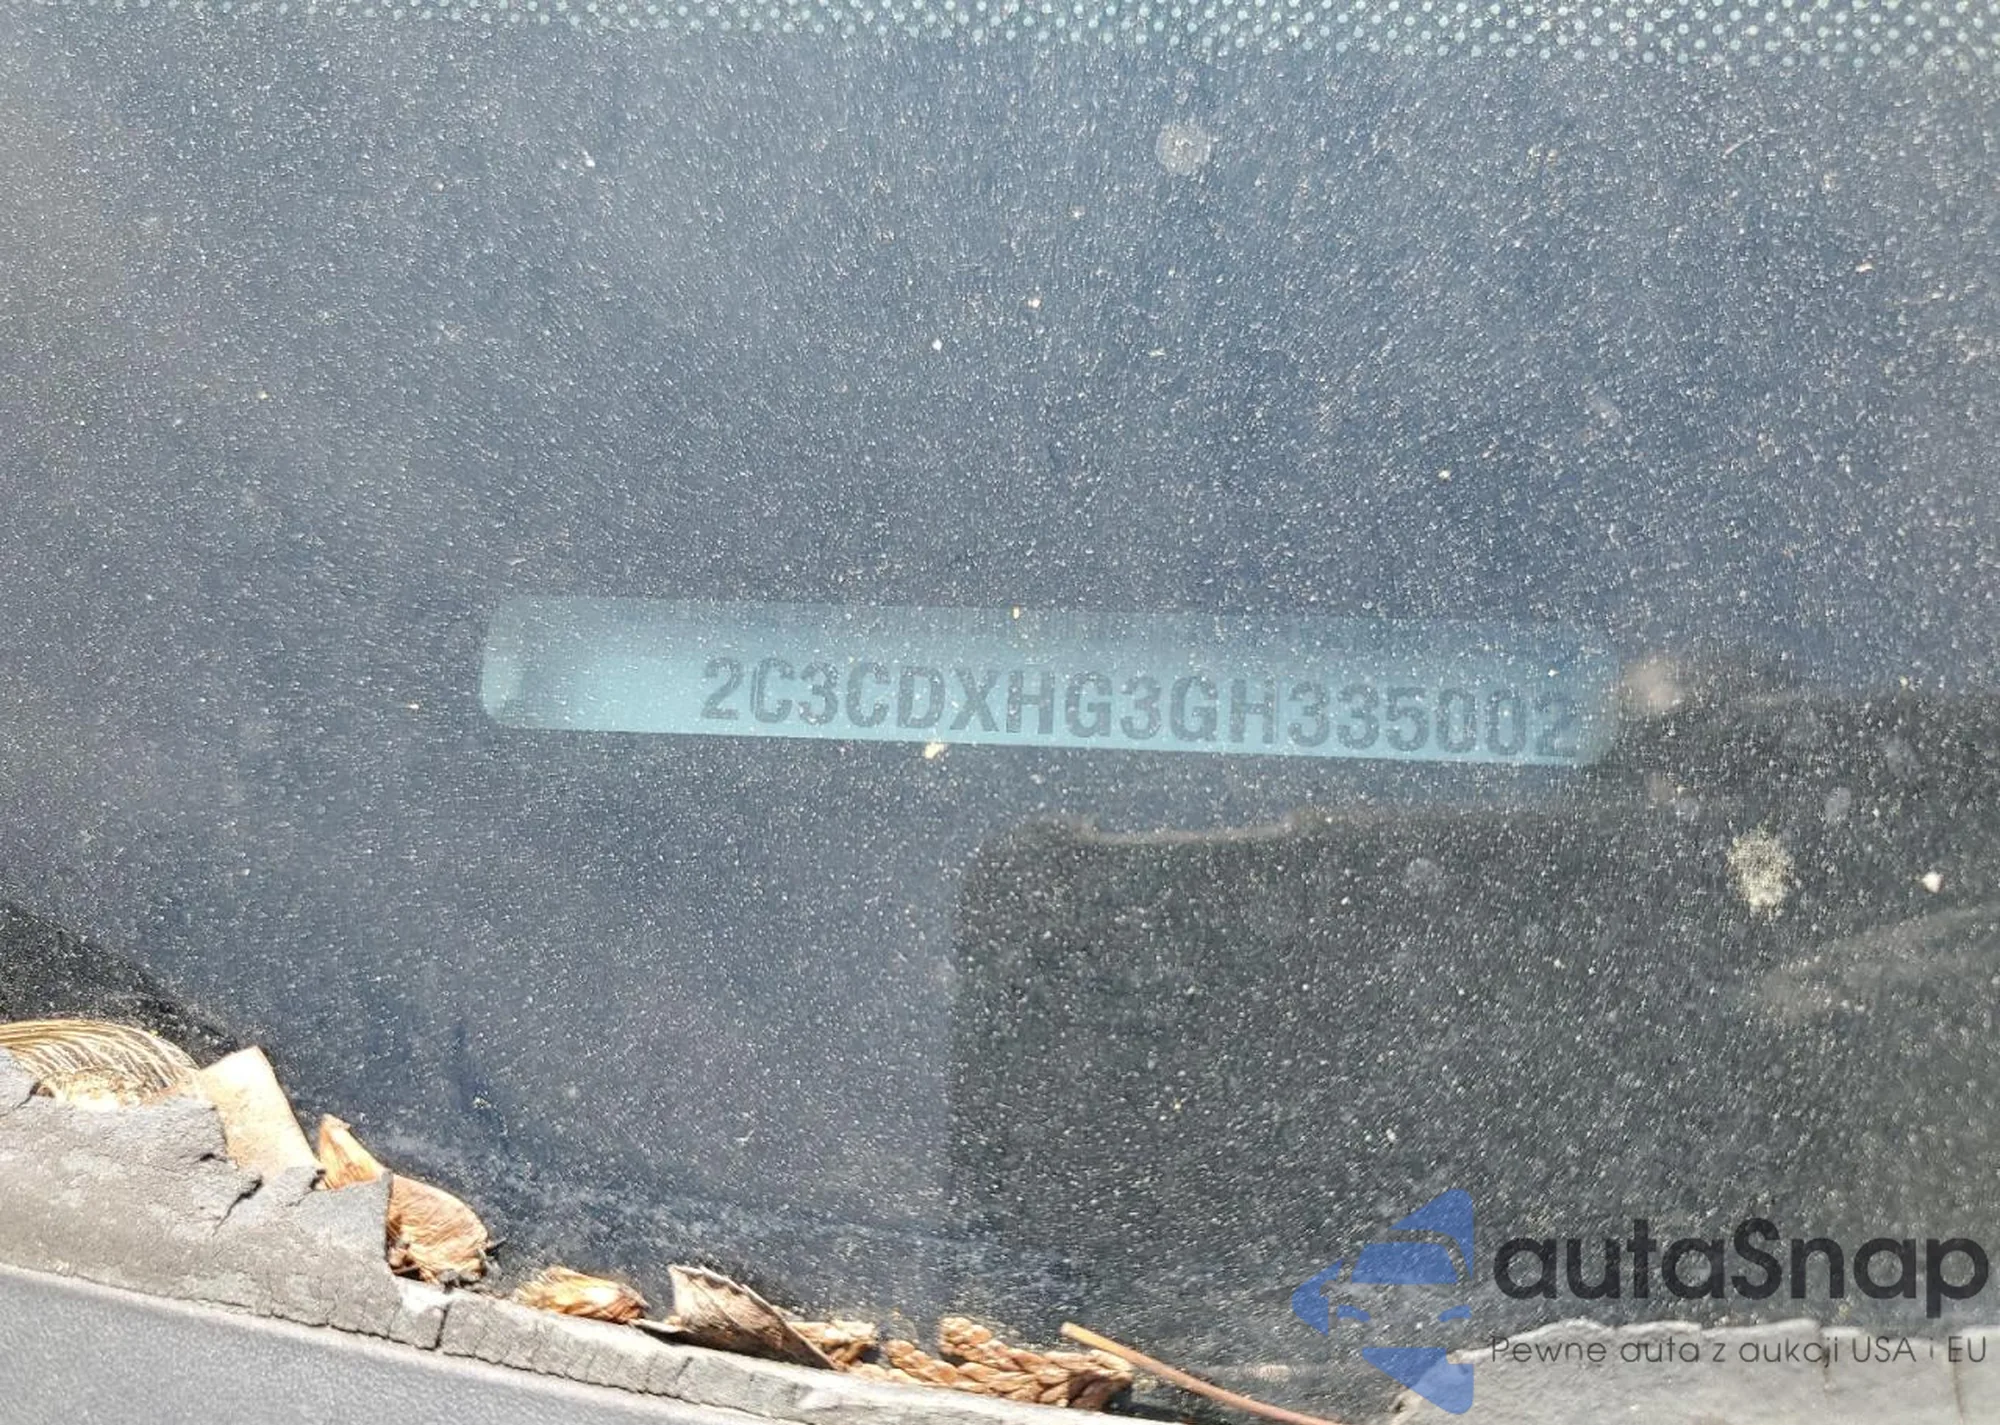 2C3CDXHG3GH335002
autaSnap
Pewne auta z aukcji USA i EU